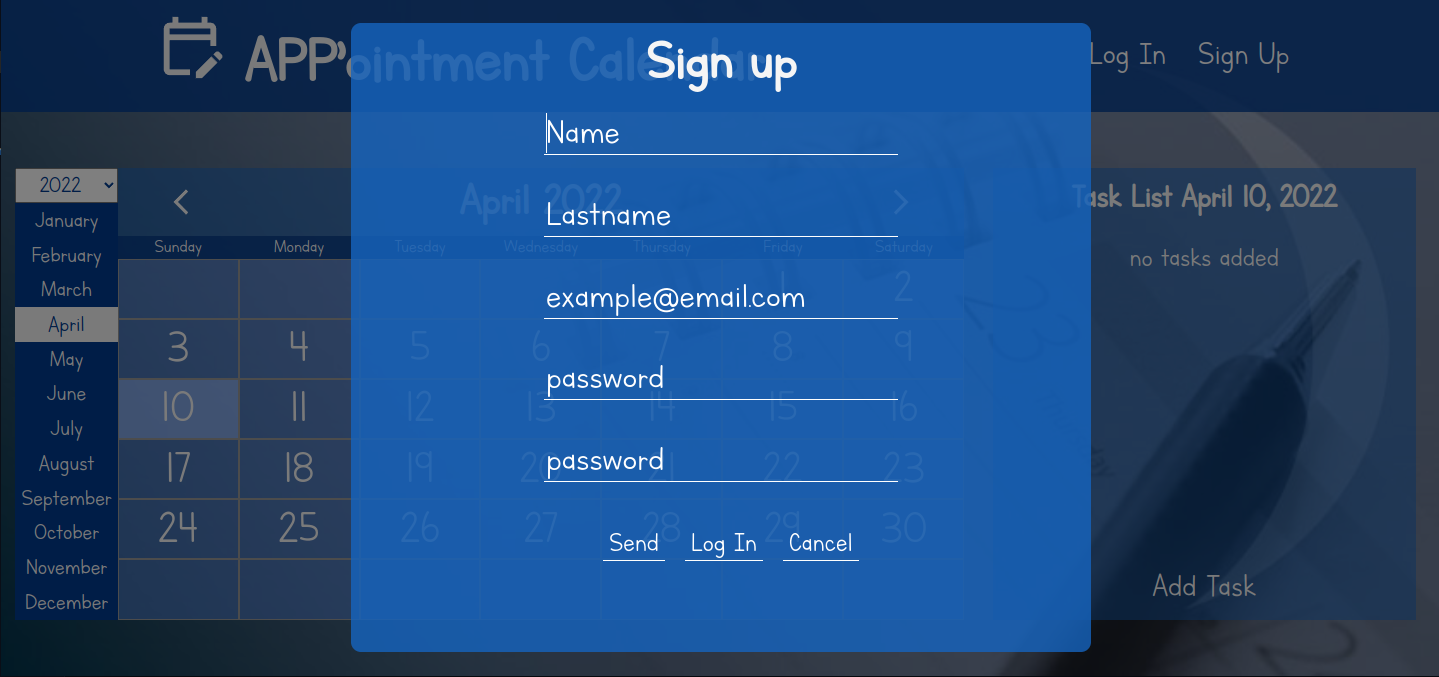 APP'ointment Calendar
Log In
Sign Up
Sign up
Name
Lastname
example@email.com
password
password
Send
Log In
Cancel
2022
January
February
March
April
May
June
July
August
September
October
November
December
April 2022
Sunday Monday Tuesday Wednesday Thursday Friday Saturday
1 2
3 4 5 6 7 8 9
10 11 12 13 14 15 16
17 18 19 20 21 22 23
24 25 26 27 28 29 30
Task List April 10, 2022
no tasks added
Add Task
23